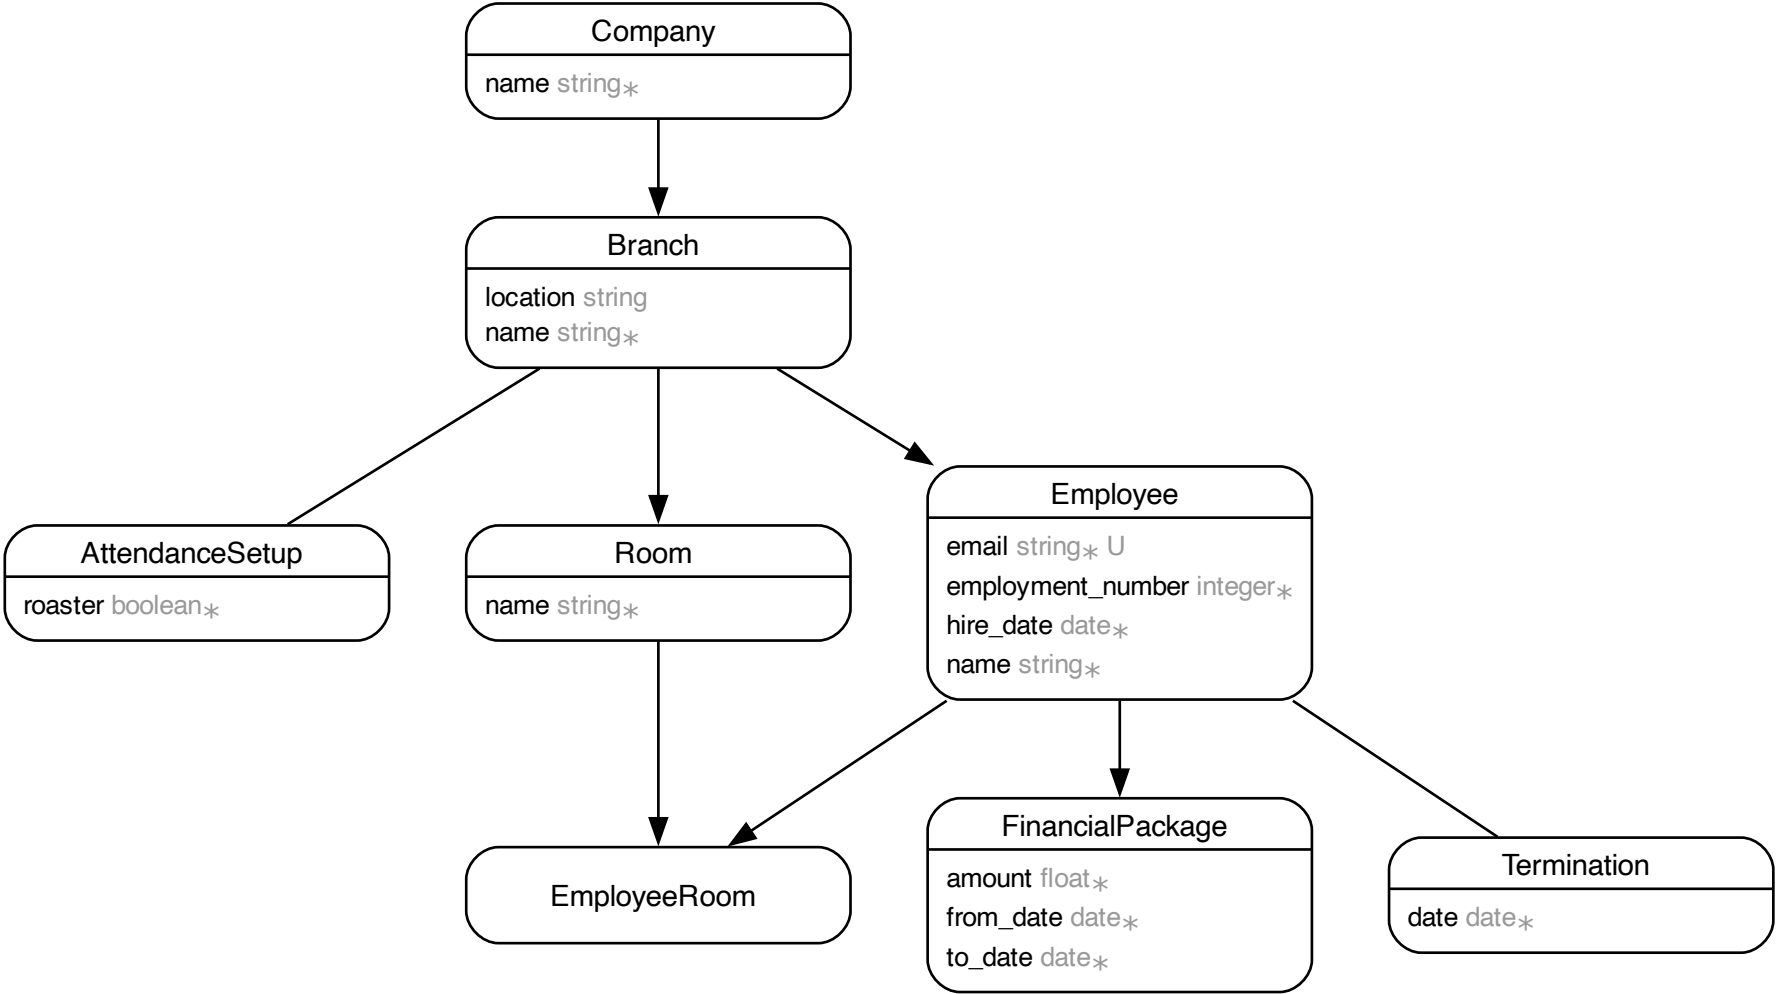 Company
name string*
Branch
location string
name string*
AttendanceSetup
roaster boolean*
Room
name string*
Employee
email string* U
employment_number integer*
hire_date date*
name string*
EmployeeRoom
FinancialPackage
amount float*
from_date date*
to_date date*
Termination
date date*